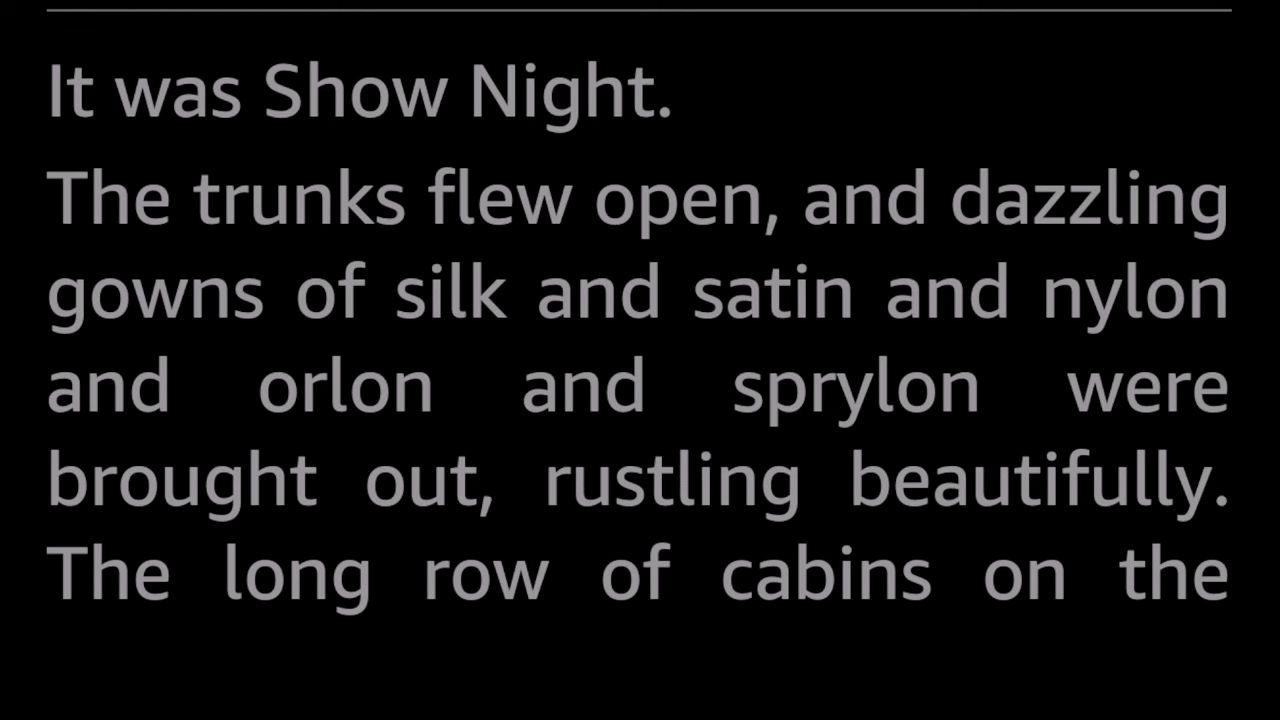 It was Show Night.
The trunks flew open, and dazzling
gowns of silk and satin and nylon
and orlon and sprylon were
brought out, rustling beautifully.
The long row of cabins on the